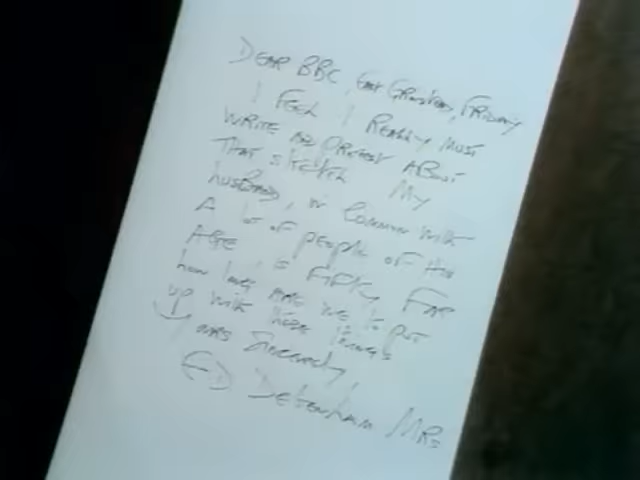 DEAR BBC, EAST GRINSTEAD, FRIDAY
I FEEL I REALLY MUST
WRITE AND PROTEST ABOUT
THAT SKETCH MY
husband, in common with
A lot of people of his
AGE is FIFTY, FOR
how long are we to put
up with these things
yours Sincerely,
E D Debenham MRS